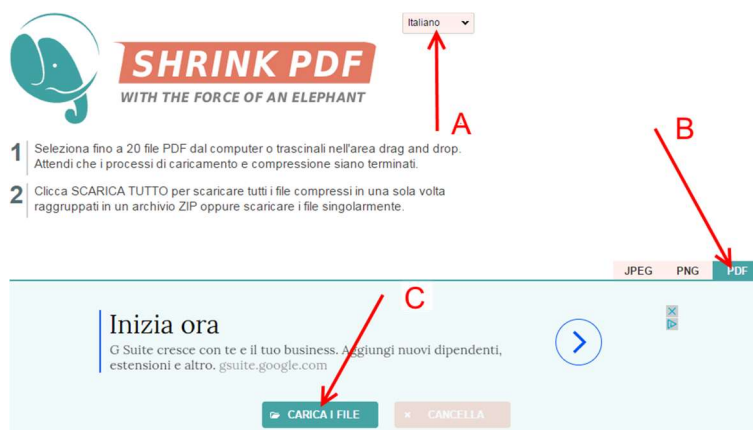 Italiano
SHRINK PDF
WITH THE FORCE OF AN ELEPHANT
A
B
1 Seleziona fino a 20 file PDF dal computer o trascinali nell'area drag and drop.
Attendi che i processi di caricamento e compressione siano terminati.
2 Clicca SCARICA TUTTO per scaricare tutti i file compressi in una sola volta
raggruppati in un archivio ZIP oppure scaricare i file singolarmente.
JPEG PNG PDF
C
Inizia ora
G Suite cresce con te e il tuo business. Aggiungi nuovi dipendenti,
estensioni e altro. gsuite.google.com
CARICA I FILE
× CANCELLA